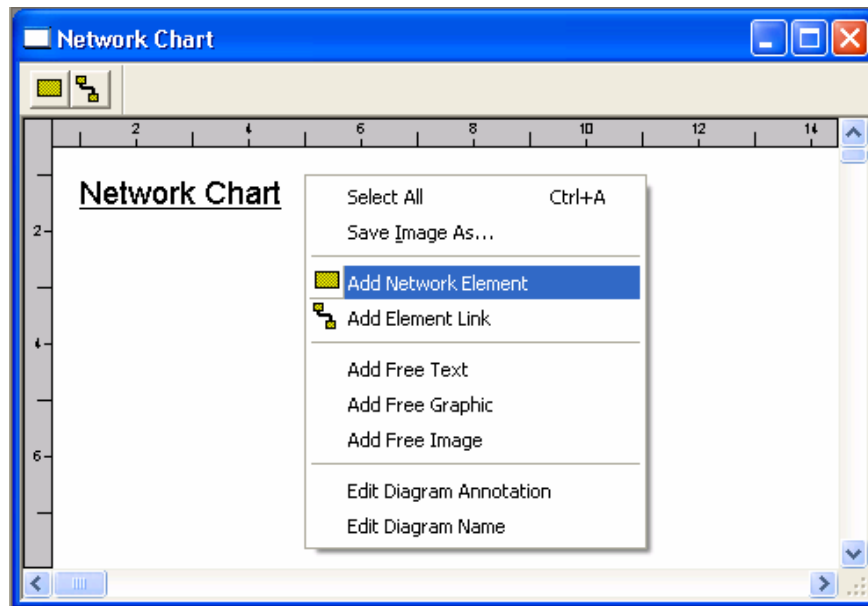 Network Chart
2 4 6 8 10 12 14
Network Chart
Select All Ctrl+A
Save Image As...
Add Network Element
Add Element Link
Add Free Text
Add Free Graphic
Add Free Image
Edit Diagram Annotation
Edit Diagram Name
2
4
6